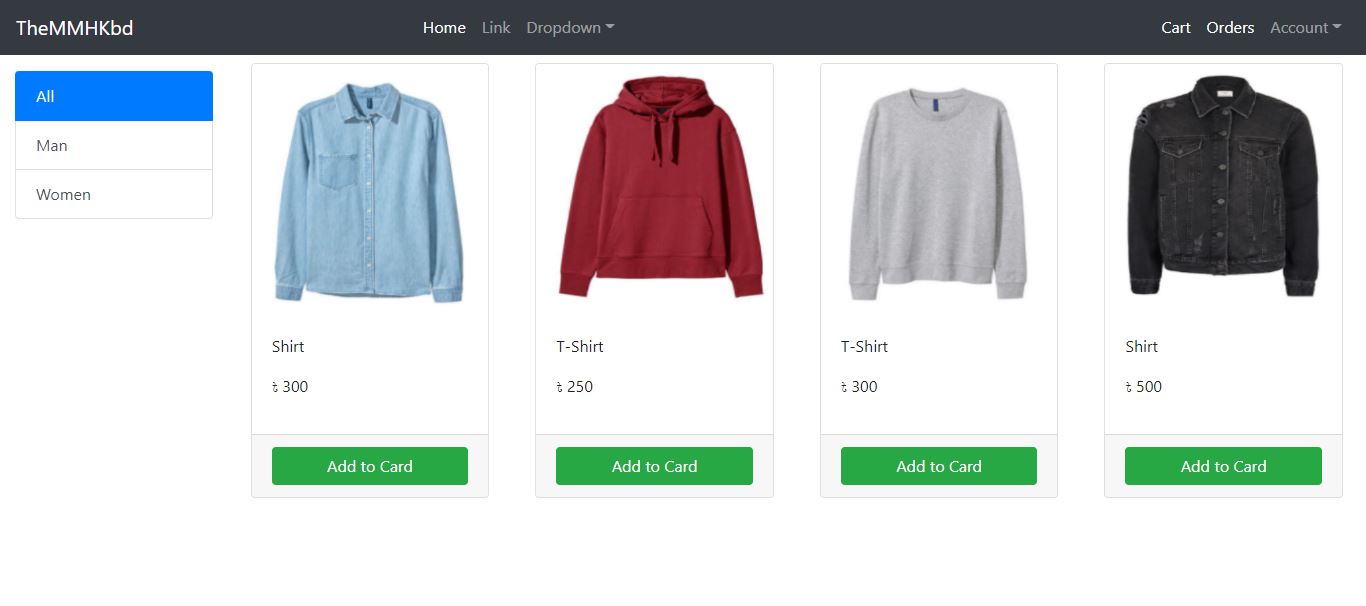 TheMMHKbd
Home Link Dropdown
Cart Orders Account
All
Man
Women
Shirt
৳ 300
Add to Card
T-Shirt
৳ 250
Add to Card
T-Shirt
৳ 300
Add to Card
Shirt
৳ 500
Add to Card